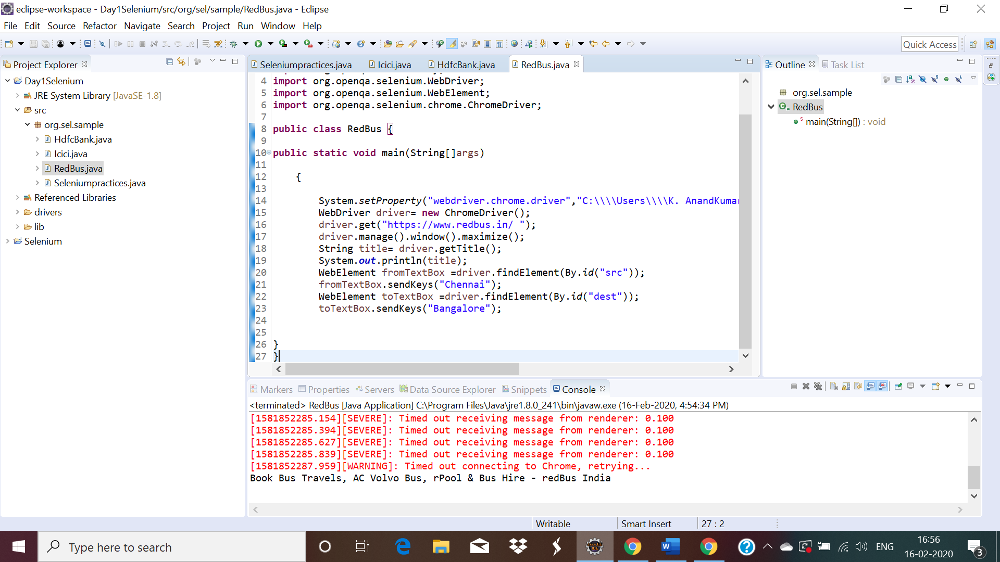 eclipse-workspace - Day1Selenium/src/org/sel/sample/RedBus.java - Eclipse
File Edit Source Refactor Navigate Search Project Run Window Help
Quick Access
Project Explorer
Day1Selenium
JRE System Library [JavaSE-1.8]
src
org.sel.sample
HdfcBank.java
Icici.java
RedBus.java
Seleniumpractices.java
Referenced Libraries
drivers
lib
Selenium
Seleniumpractices.java Icici.java HdfcBank.java RedBus.java
4 import org.openqa.selenium.WebDriver;
5 import org.openqa.selenium.WebElement;
6 import org.openqa.selenium.chrome.ChromeDriver;
7
8 public class RedBus {
9
10 public static void main(String[]args)
11
12 {
13
14 System.setProperty("webdriver.chrome.driver","C:\\\\Users\\\\K. AnandKumar
15 WebDriver driver= new ChromeDriver();
16 driver.get("https://www.redbus.in/ ");
17 driver.manage().window().maximize();
18 String title= driver.getTitle();
19 System.out.println(title);
20 WebElement fromTextBox =driver.findElement(By.id("src"));
21 fromTextBox.sendKeys("Chennai");
22 WebElement toTextBox =driver.findElement(By.id("dest"));
23 toTextBox.sendKeys("Bangalore");
24
25
26 }
27 }
Outline Task List
org.sel.sample
RedBus
main(String[]) : void
Markers Properties Servers Data Source Explorer Snippets Console
<terminated> RedBus [Java Application] C:\Program Files\Java\jre1.8.0_241\bin\javaw.exe (16-Feb-2020, 4:54:34 PM)
[1581852285.154][SEVERE]: Timed out receiving message from renderer: 0.100
[1581852285.394][SEVERE]: Timed out receiving message from renderer: 0.100
[1581852285.627][SEVERE]: Timed out receiving message from renderer: 0.100
[1581852285.839][SEVERE]: Timed out receiving message from renderer: 0.100
[1581852287.959][WARNING]: Timed out connecting to Chrome, retrying...
Book Bus Travels, AC Volvo Bus, rPool & Bus Hire - redBus India
Writable Smart Insert 27 : 2
Type here to search
ENG
16:56
16-02-2020
3